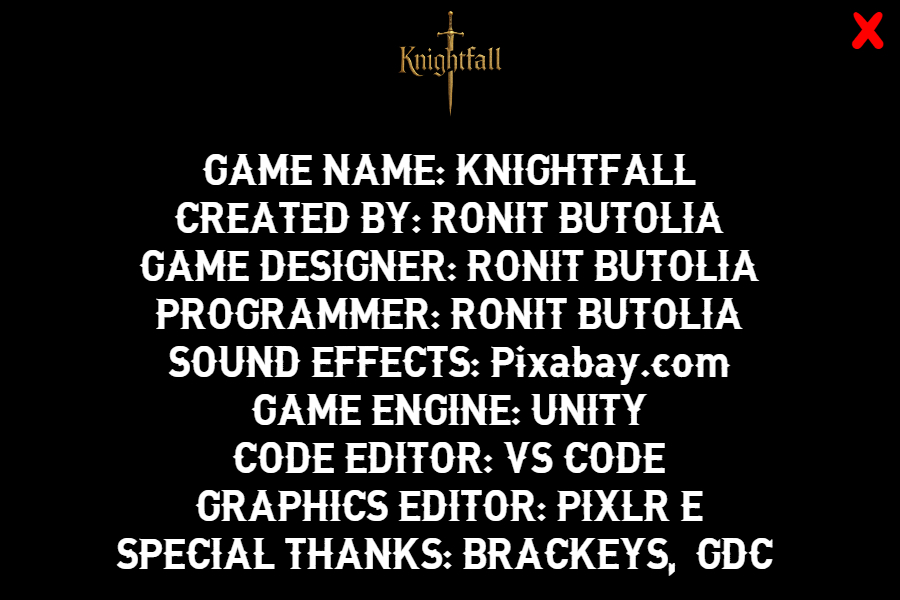 Knightfall
GAME NAME: KNIGHTFALL
CREATED BY: RONIT BUTOLIA
GAME DESIGNER: RONIT BUTOLIA
PROGRAMMER: RONIT BUTOLIA
SOUND EFFECTS: Pixabay.com
GAME ENGINE: UNITY
CODE EDITOR: VS CODE
GRAPHICS EDITOR: PIXLR E
SPECIAL THANKS: BRACKEYS,  GDC